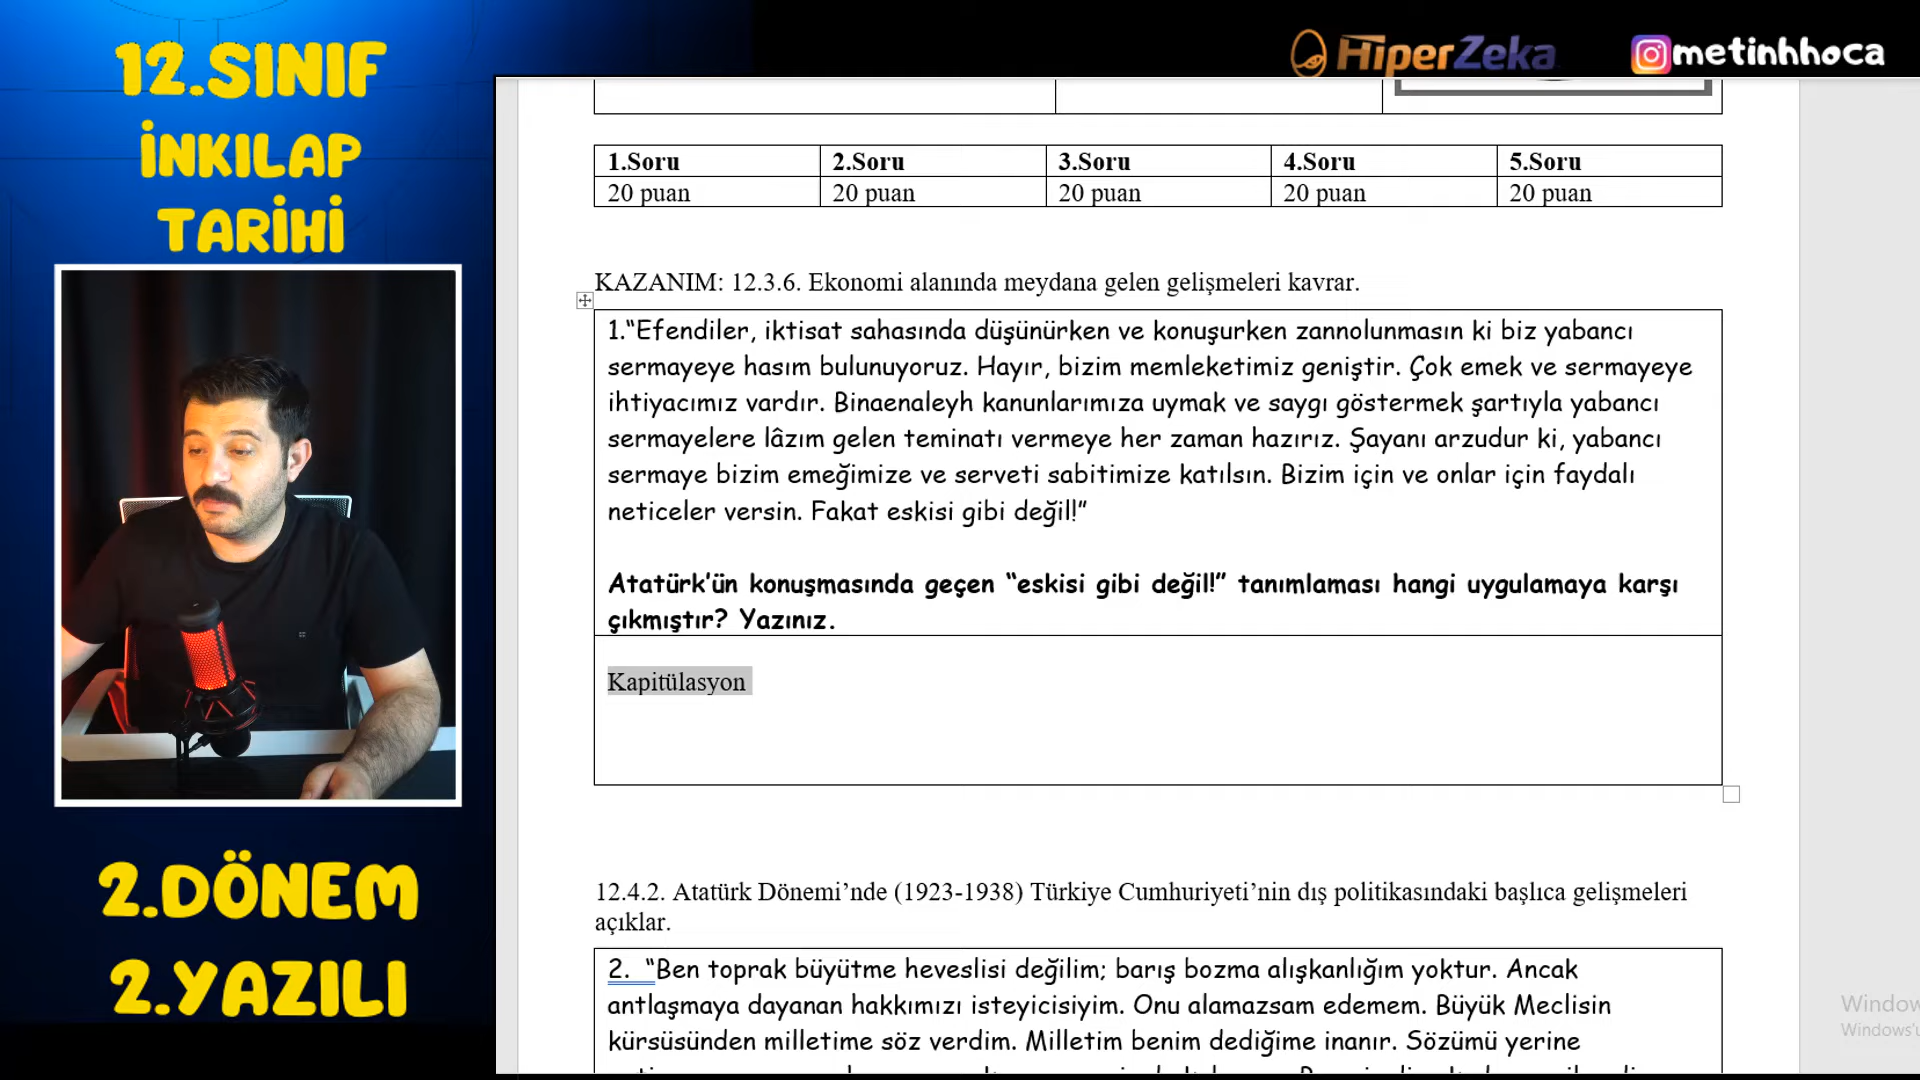 12.SINIF
İNKILAP
TARİHİ
2.DÖNEM
2.YAZILI
HiperZeka
metinhhoca
1.Soru 2.Soru 3.Soru 4.Soru 5.Soru
20 puan 20 puan 20 puan 20 puan 20 puan
KAZANIM: 12.3.6. Ekonomi alanında meydana gelen gelişmeleri kavrar.
1.“Efendiler, iktisat sahasında düşünürken ve konuşurken zannolunmasın ki biz yabancı
sermayeye hasım bulunuyoruz. Hayır, bizim memleketimiz geniştir. Çok emek ve sermayeye
ihtiyacımız vardır. Binaenaleyh kanunlarımıza uymak ve saygı göstermek şartıyla yabancı
sermayelere lâzım gelen teminatı vermeye her zaman hazırız. Şayanı arzudur ki, yabancı
sermaye bizim emeğimize ve serveti sabitimize katılsın. Bizim için ve onlar için faydalı
neticeler versin. Fakat eskisi gibi değil!”
Atatürk’ün konuşmasında geçen “eskisi gibi değil!” tanımlaması hangi uygulamaya karşı
çıkmıştır? Yazınız.
Kapitülasyon
12.4.2. Atatürk Dönemi’nde (1923-1938) Türkiye Cumhuriyeti’nin dış politikasındaki başlıca gelişmeleri
açıklar.
2. “Ben toprak büyütme heveslisi değilim; barış bozma alışkanlığım yoktur. Ancak
antlaşmaya dayanan hakkımızı isteyicisiyim. Onu alamazsam edemem. Büyük Meclisin
kürsüsünden milletime söz verdim. Milletim benim dediğime inanır. Sözümü yerine